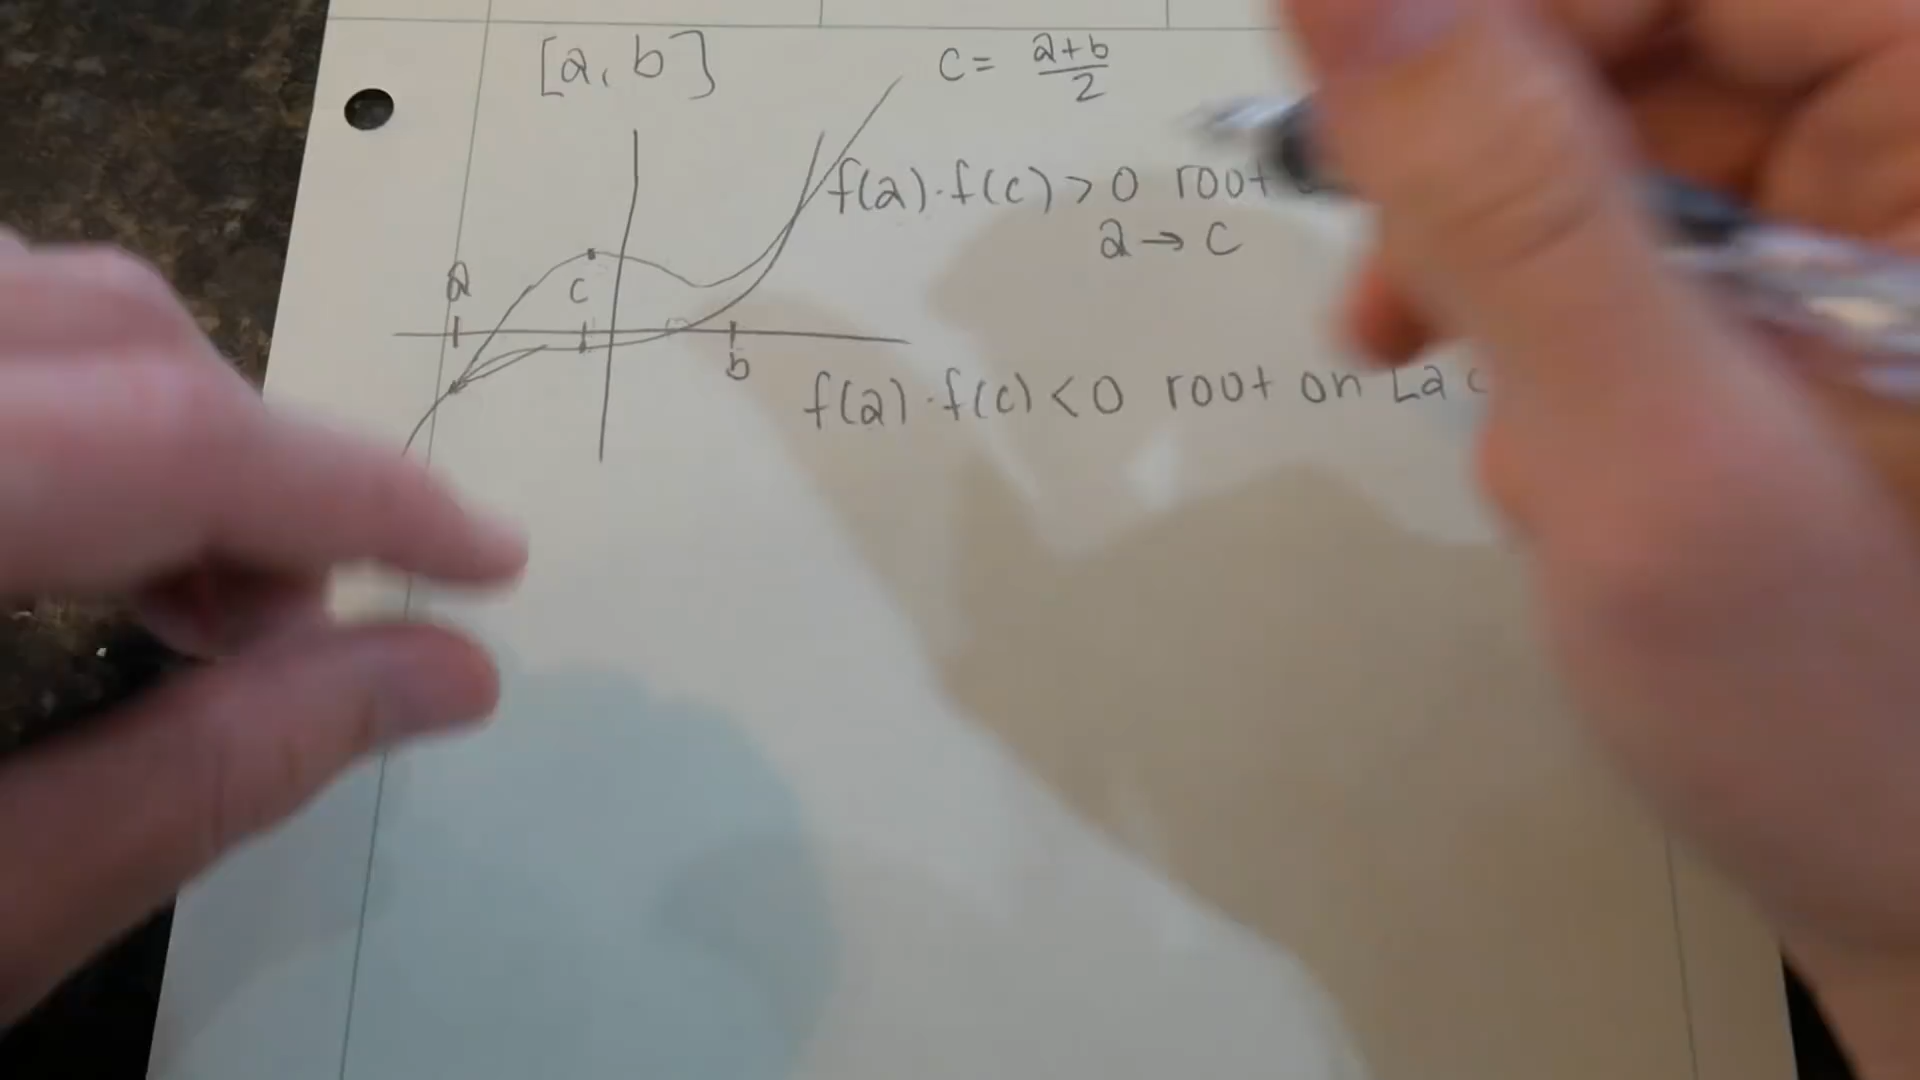 [a, b]
c = a+b/2
f(a)·f(c) > 0 root
a → c
a
c
b
f(a)·f(c) < 0 root on [a c